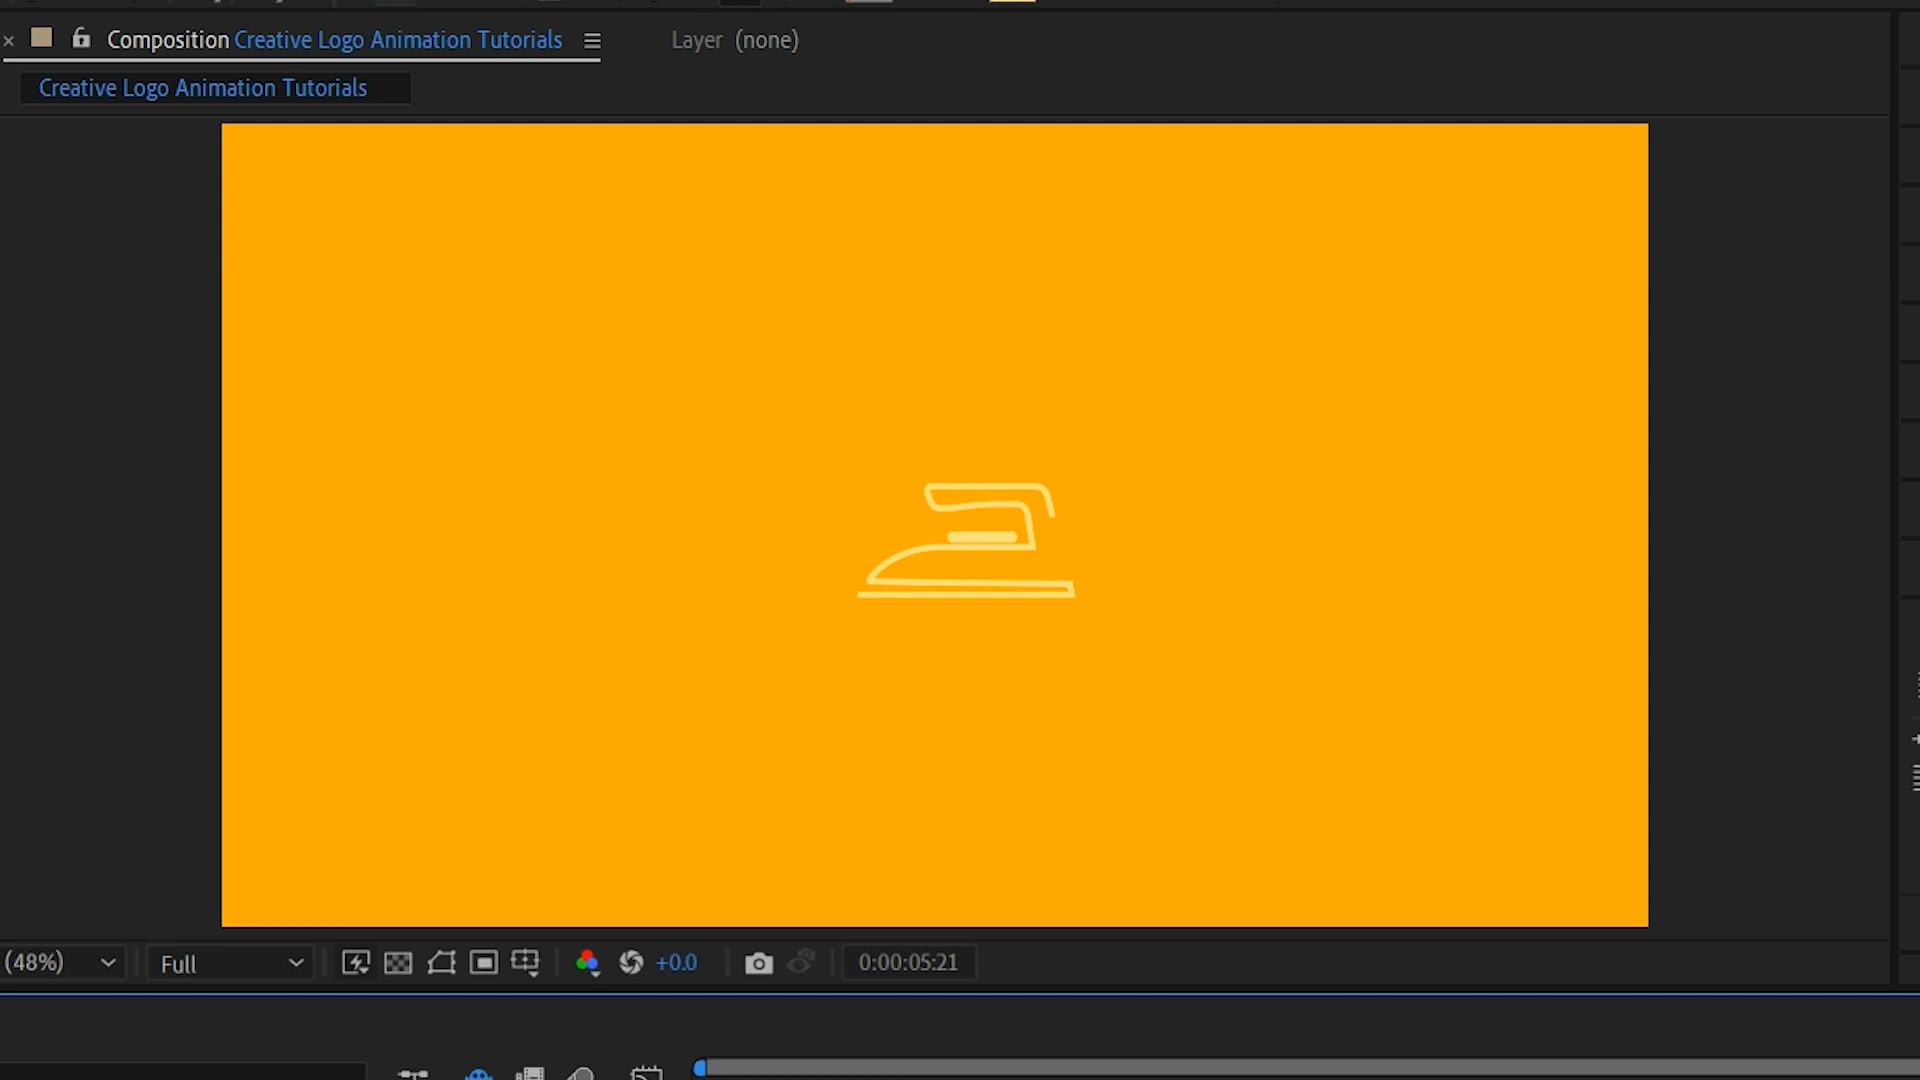 Composition Creative Logo Animation Tutorials
Layer (none)
Creative Logo Animation Tutorials
(48%)
Full
+0.0
0:00:05:21